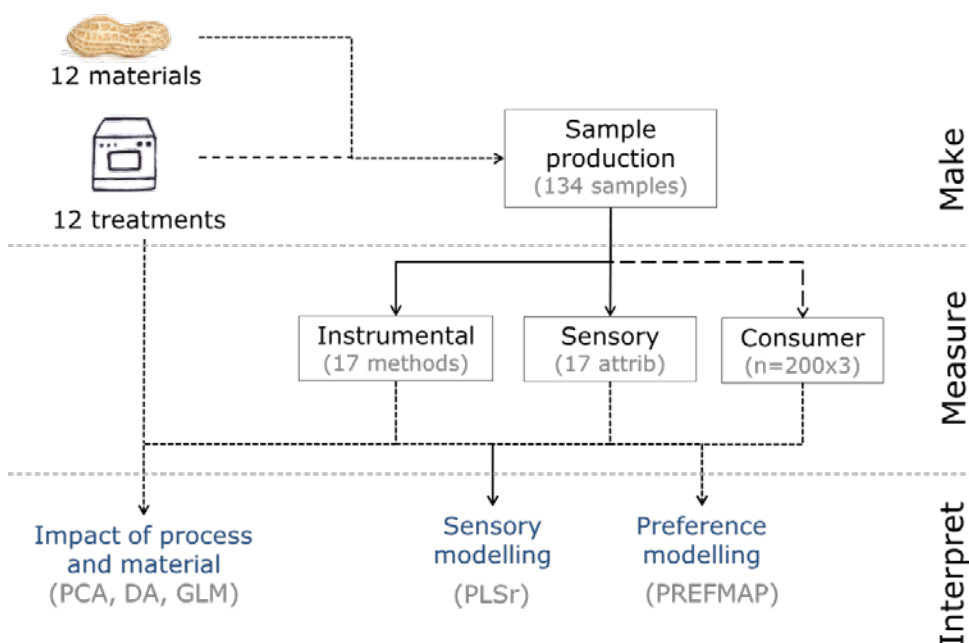 12 materials
12 treatments
Sample
production
(134 samples)
Make
Instrumental
(17 methods)
Sensory
(17 attrib)
Consumer
(n=200x3)
Measure
Impact of process
and material
(PCA, DA, GLM)
Sensory
modelling
(PLSr)
Preference
modelling
(PREFMAP)
Interpret